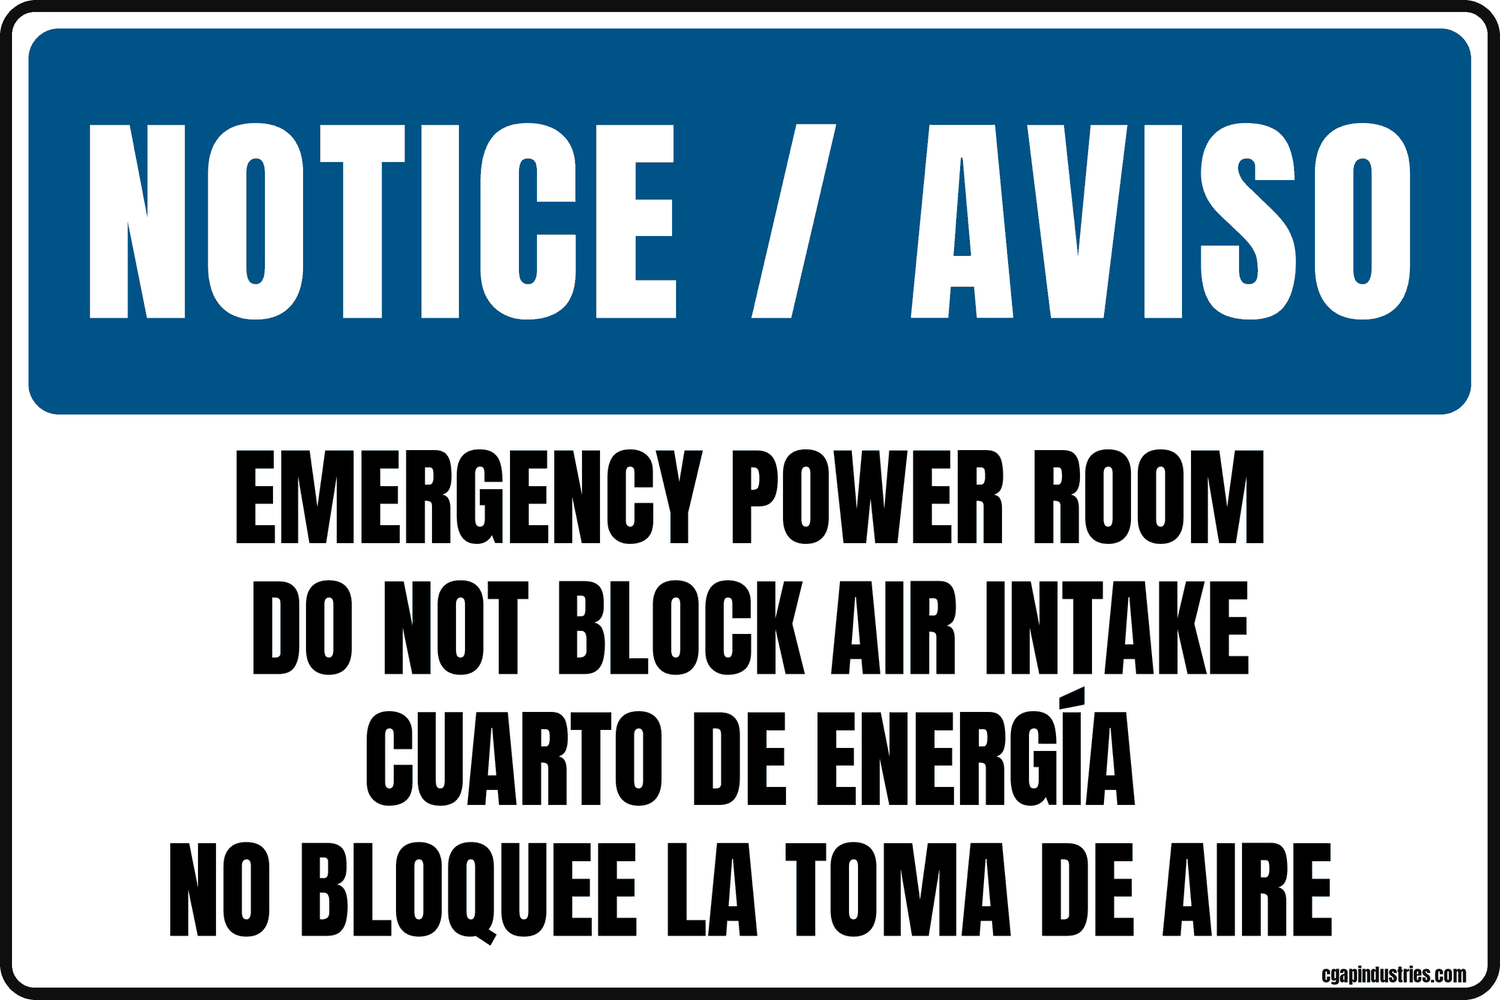 NOTICE / AVISO
EMERGENCY POWER ROOM
DO NOT BLOCK AIR INTAKE
CUARTO DE ENERGÍA
NO BLOQUEE LA TOMA DE AIRE
cgapindustries.com